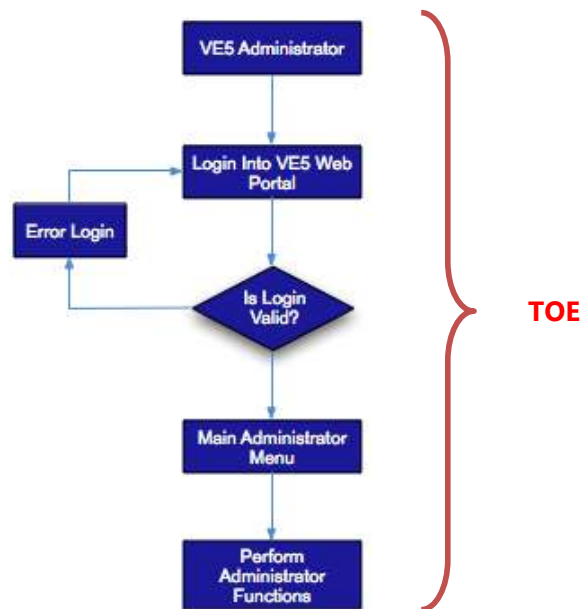 VE5 Administrator
Login Into VE5 Web
Portal
Error Login
Is Login
Valid?
TOE
Main Administrator
Menu
Perform
Administrator
Functions